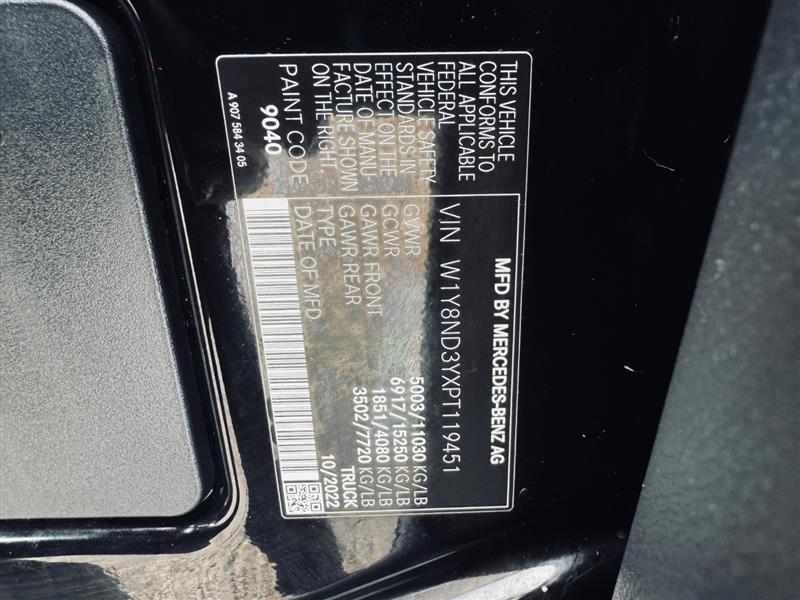 MFD BY MERCEDES-BENZ AG
VIN W1Y8ND3YXPT119451
GVWR 5003/11030 KG/LB
GCWR 6917/15250 KG/LB
GAWR FRONT 1851/4080 KG/LB
GAWR REAR 3502/7720 KG/LB
TYPE TRUCK
DATE OF MFD 10/2022
THIS VEHICLE
CONFORMS TO
ALL APPLICABLE
FEDERAL
VEHICLE SAFETY
STANDARDS IN
EFFECT ON THE
DATE OF MANU-
FACTURE SHOWN
ON THE RIGHT
PAINT CODE
9040
A 907 584 34 05